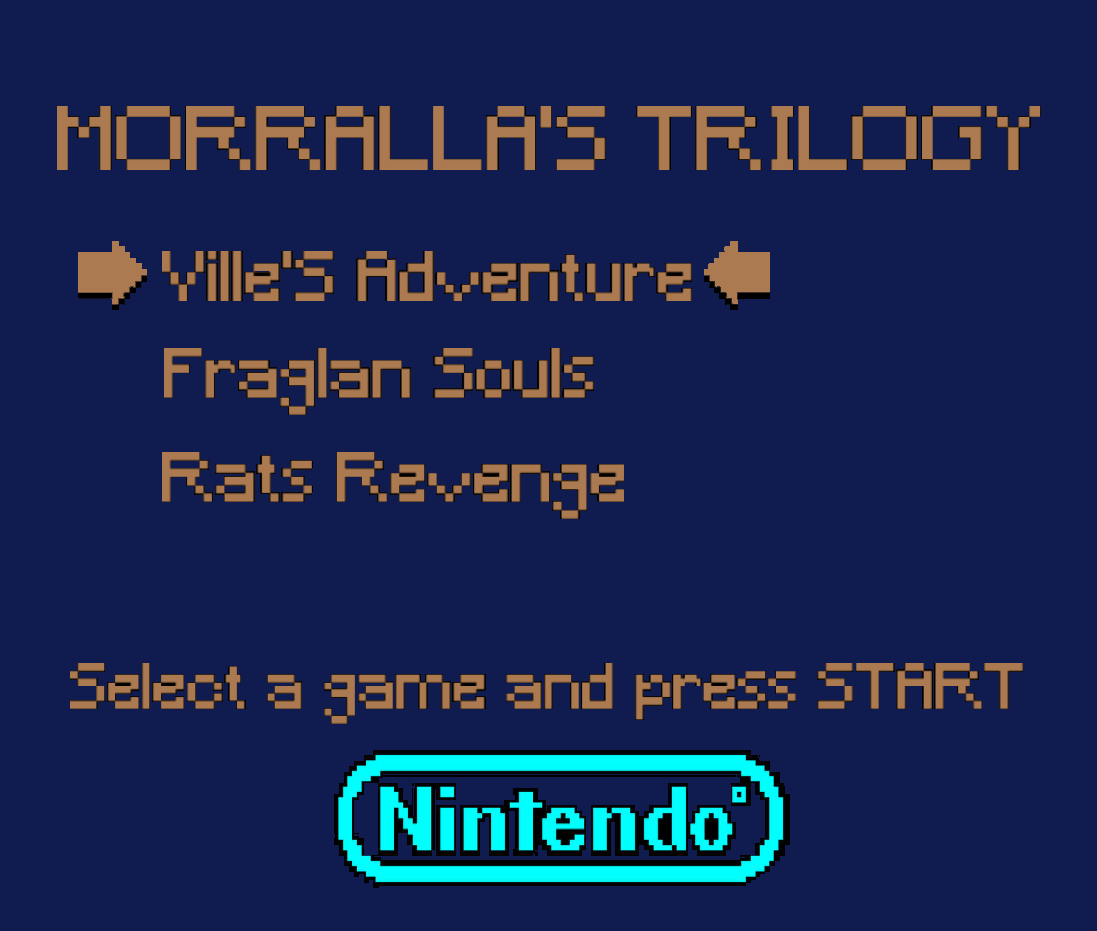 MORRALLA'S TRILOGY
Ville'S Adventure
Fraglan Souls
Rats Revenge
Select a game and press START
Nintendo